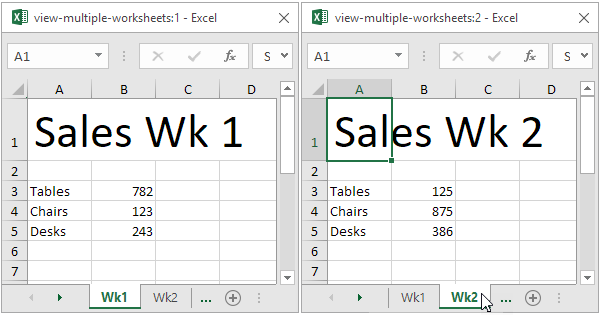 view-multiple-worksheets:1 - Excel
A1 fx S
A B C D
1 Sales Wk 1
2
3 Tables 782
4 Chairs 123
5 Desks 243
6
7
Wk1 Wk2 ...
view-multiple-worksheets:2 - Excel
A1 fx S
A B C D
1 Sales Wk 2
2
3 Tables 125
4 Chairs 875
5 Desks 386
6
7
Wk1 Wk2 ...